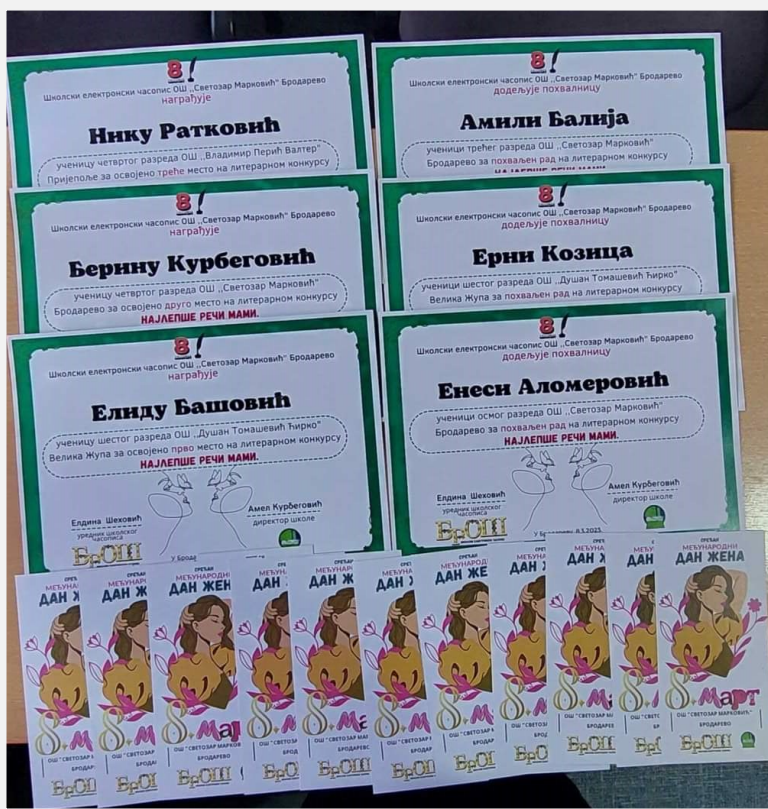 8!
Школски електронски часопис ОШ ,,Светозар Марковић" Бродарево
награђује
Нику Ратковић
ученицу четвртог разреда ОШ ,,Владимир Перић Валтер"
Пријепоље за освојено треће место на литерарном конкурсу
8!
Школски електронски часопис ОШ ,,Светозар Марковић" Бродарево
додељује похвалницу
Амили Балија
ученици трећег разреда ОШ ,,Светозар Марковић"
Бродарево за похваљен рад на литерарном конкурсу
8!
Школски електронски часопис ОШ ,,Светозар Марковић" Бродарево
награђује
Берину Курбеговић
ученицу четвртог разреда ОШ ,,Светозар Марковић"
Бродарево за освојено друго место на литерарном конкурсу
НАЈЛЕПШЕ РЕЧИ МАМИ.
8!
Школски електронски часопис ОШ ,,Светозар Марковић" Бродарево
додељује похвалницу
Ерни Козица
ученици шестог разреда ОШ ,,Душан Томашевић Ћирко"
Велика Жупа за похваљен рад на литерарном конкурсу
8!
Школски електронски часопис ОШ ,,Светозар Марковић" Бродарево
награђује
Елиду Башовић
ученицу шестог разреда ОШ ,,Душан Томашевић Ћирко"
Велика Жупа за освојено прво место на литерарном конкурсу
НАЈЛЕПШЕ РЕЧИ МАМИ.
Елдина Шеховић
уредник школског
часописа
БрОШ
Амел Курбеговић
директор школе
8!
Школски електронски часопис ОШ ,,Светозар Марковић" Бродарево
додељује похвалницу
Енеси Аломеровић
ученици осмог разреда ОШ ,,Светозар Марковић"
Бродарево за похваљен рад на литерарном конкурсу
НАЈЛЕПШЕ РЕЧИ МАМИ.
Елдина Шеховић
уредник школског
часописа
БрОШ
Амел Курбеговић
директор школе
СРЕЋАН
МЕЂУНАРОДНИ
ДАН ЖЕНА
8. Март
ОШ "СВЕТОЗАР МАРКОВИЋ"
БРОДАРЕВО
БрОШ